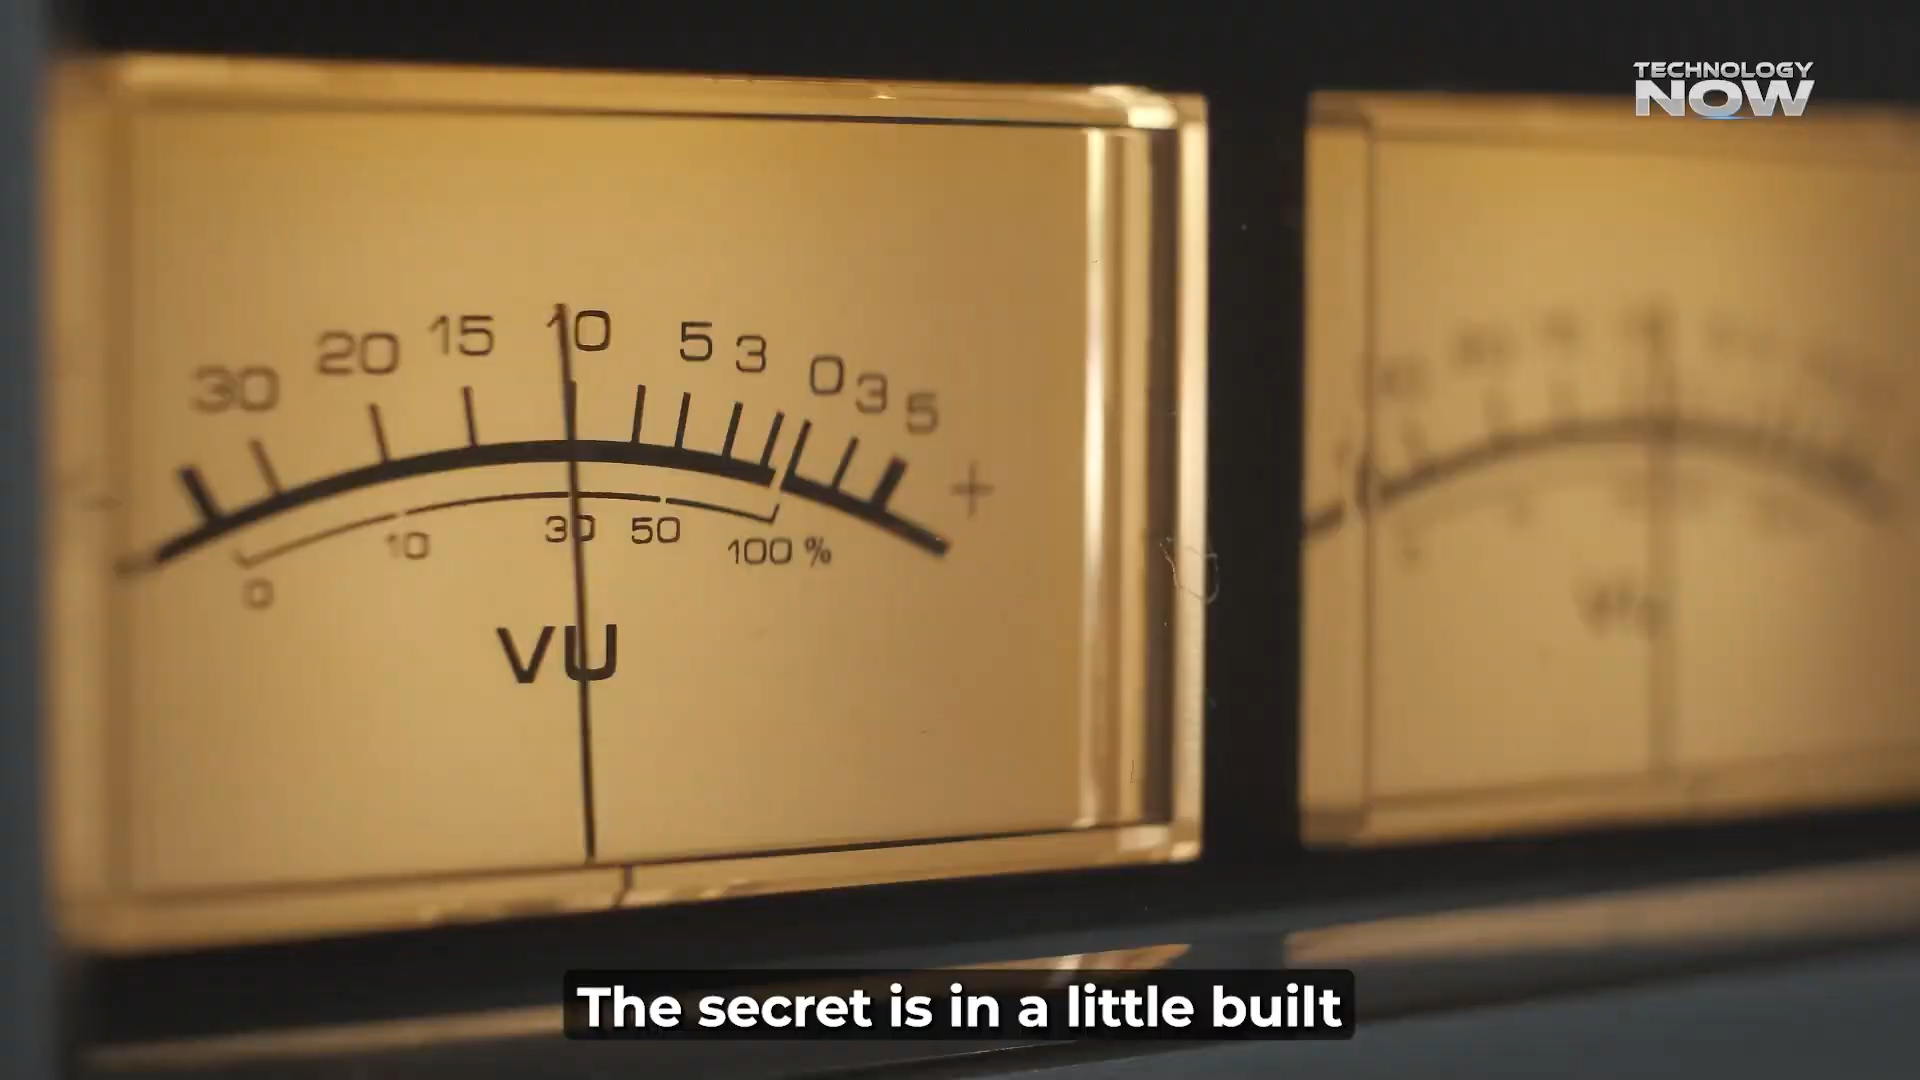 TECHNOLOGY
NOW
30 20 15 10 5 3 0 3 5
- +
0 10 30 50 100 %
VU
The secret is in a little built